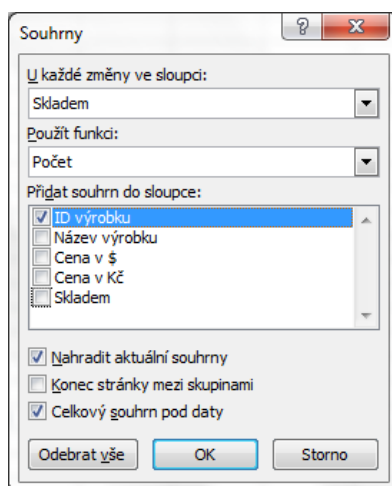 Souhrny
U každé změny ve sloupci:
Skladem
Použít funkci:
Počet
Přidat souhrn do sloupce:
ID výrobku
Název výrobku
Cena v $
Cena v Kč
Skladem
Nahradit aktuální souhrny
Konec stránky mezi skupinami
Celkový souhrn pod daty
Odebrat vše
OK
Storno